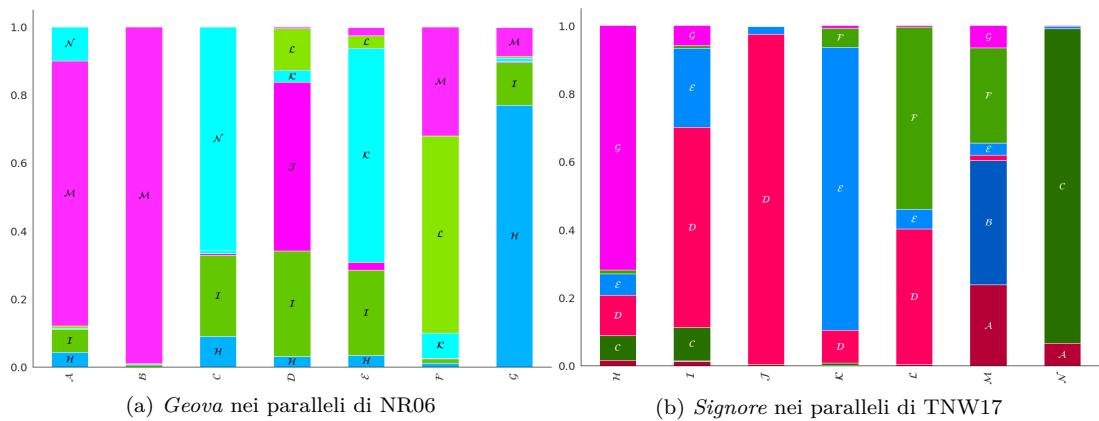 1.0
0.8
0.6
0.4
0.2
0.0
𝒩
ℳ
ℐ
ℋ
ℳ
𝒩
ℐ
ℋ
ℒ
𝒦
𝒥
ℐ
ℋ
ℒ
𝒦
ℐ
ℋ
ℳ
ℒ
𝒦
ℳ
ℐ
ℋ
𝒜 ℬ 𝒞 𝒟 ℰ ℱ 𝒢
(a) Geova nei paralleli di NR06
1.0
0.8
0.6
0.4
0.2
0.0
𝒢
ℰ
𝒟
𝒞
𝒢
ℰ
𝒟
𝒞
𝒟
ℱ
ℰ
𝒟
ℱ
ℰ
𝒟
𝒢
ℱ
ℰ
ℬ
𝒜
𝒞
𝒜
ℋ ℐ 𝒥 𝒦 ℒ ℳ 𝒩
(b) Signore nei paralleli di TNW17